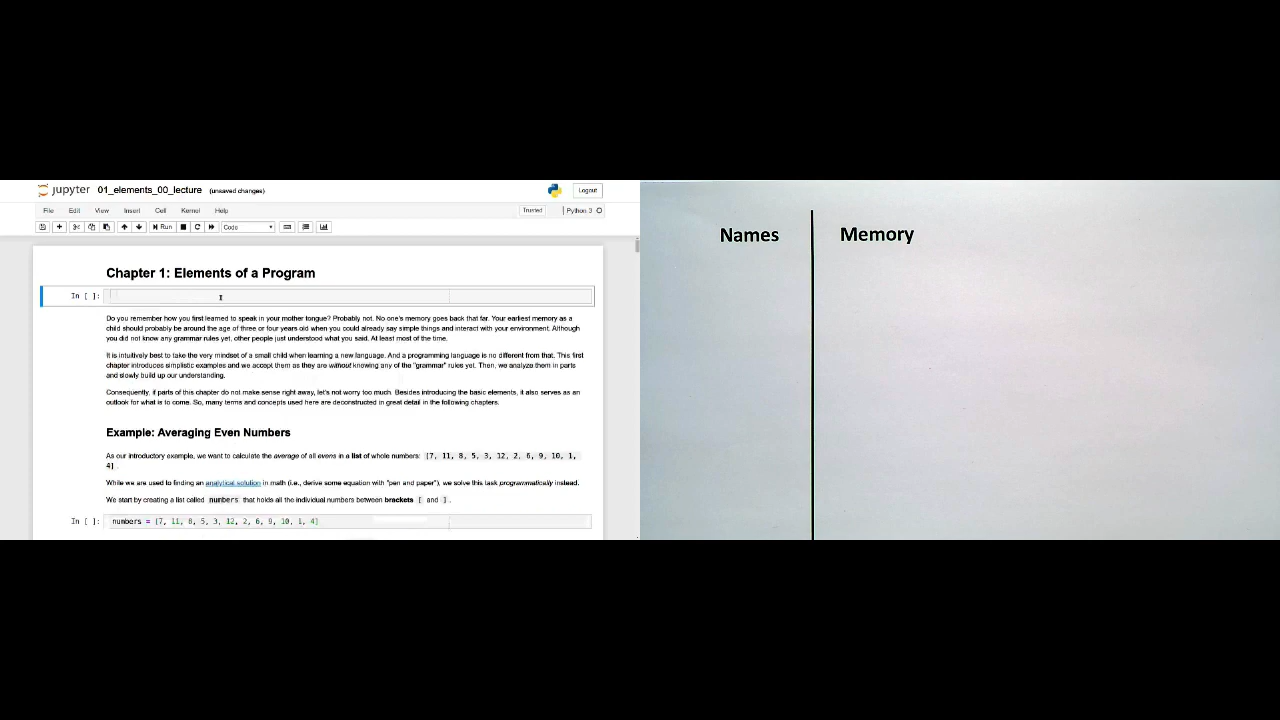 jupyter 01_elements_00_lecture (unsaved changes) Logout
File Edit View Insert Cell Kernel Help Trusted Python 3
Run Code
Chapter 1: Elements of a Program
In [ ]:
Do you remember how you first learned to speak in your mother tongue? Probably not. No one's memory goes back that far. Your earliest memory as a
child should probably be around the age of three or four years old when you could already say simple things and interact with your environment. Although
you did not know any grammar rules yet, other people just understood what you said. At least most of the time.
It is intuitively best to take the very mindset of a small child when learning a new language. And a programming language is no different from that. This first
chapter introduces simplistic examples and we accept them as they are without knowing any of the "grammar" rules yet. Then, we analyze them in parts
and slowly build up our understanding.
Consequently, if parts of this chapter do not make sense right away, let's not worry too much. Besides introducing the basic elements, it also serves as an
outlook for what is to come. So, many terms and concepts used here are deconstructed in great detail in the following chapters.
Example: Averaging Even Numbers
As our introductory example, we want to calculate the average of all evens in a list of whole numbers: [7, 11, 8, 5, 3, 12, 2, 6, 9, 10, 1,
4] .
While we are used to finding an analytical solution in math (i.e., derive some equation with "pen and paper"), we solve this task programmatically instead.
We start by creating a list called numbers that holds all the individual numbers between brackets [ and ] .
In [ ]: numbers = [7, 11, 8, 5, 3, 12, 2, 6, 9, 10, 1, 4]
Names Memory